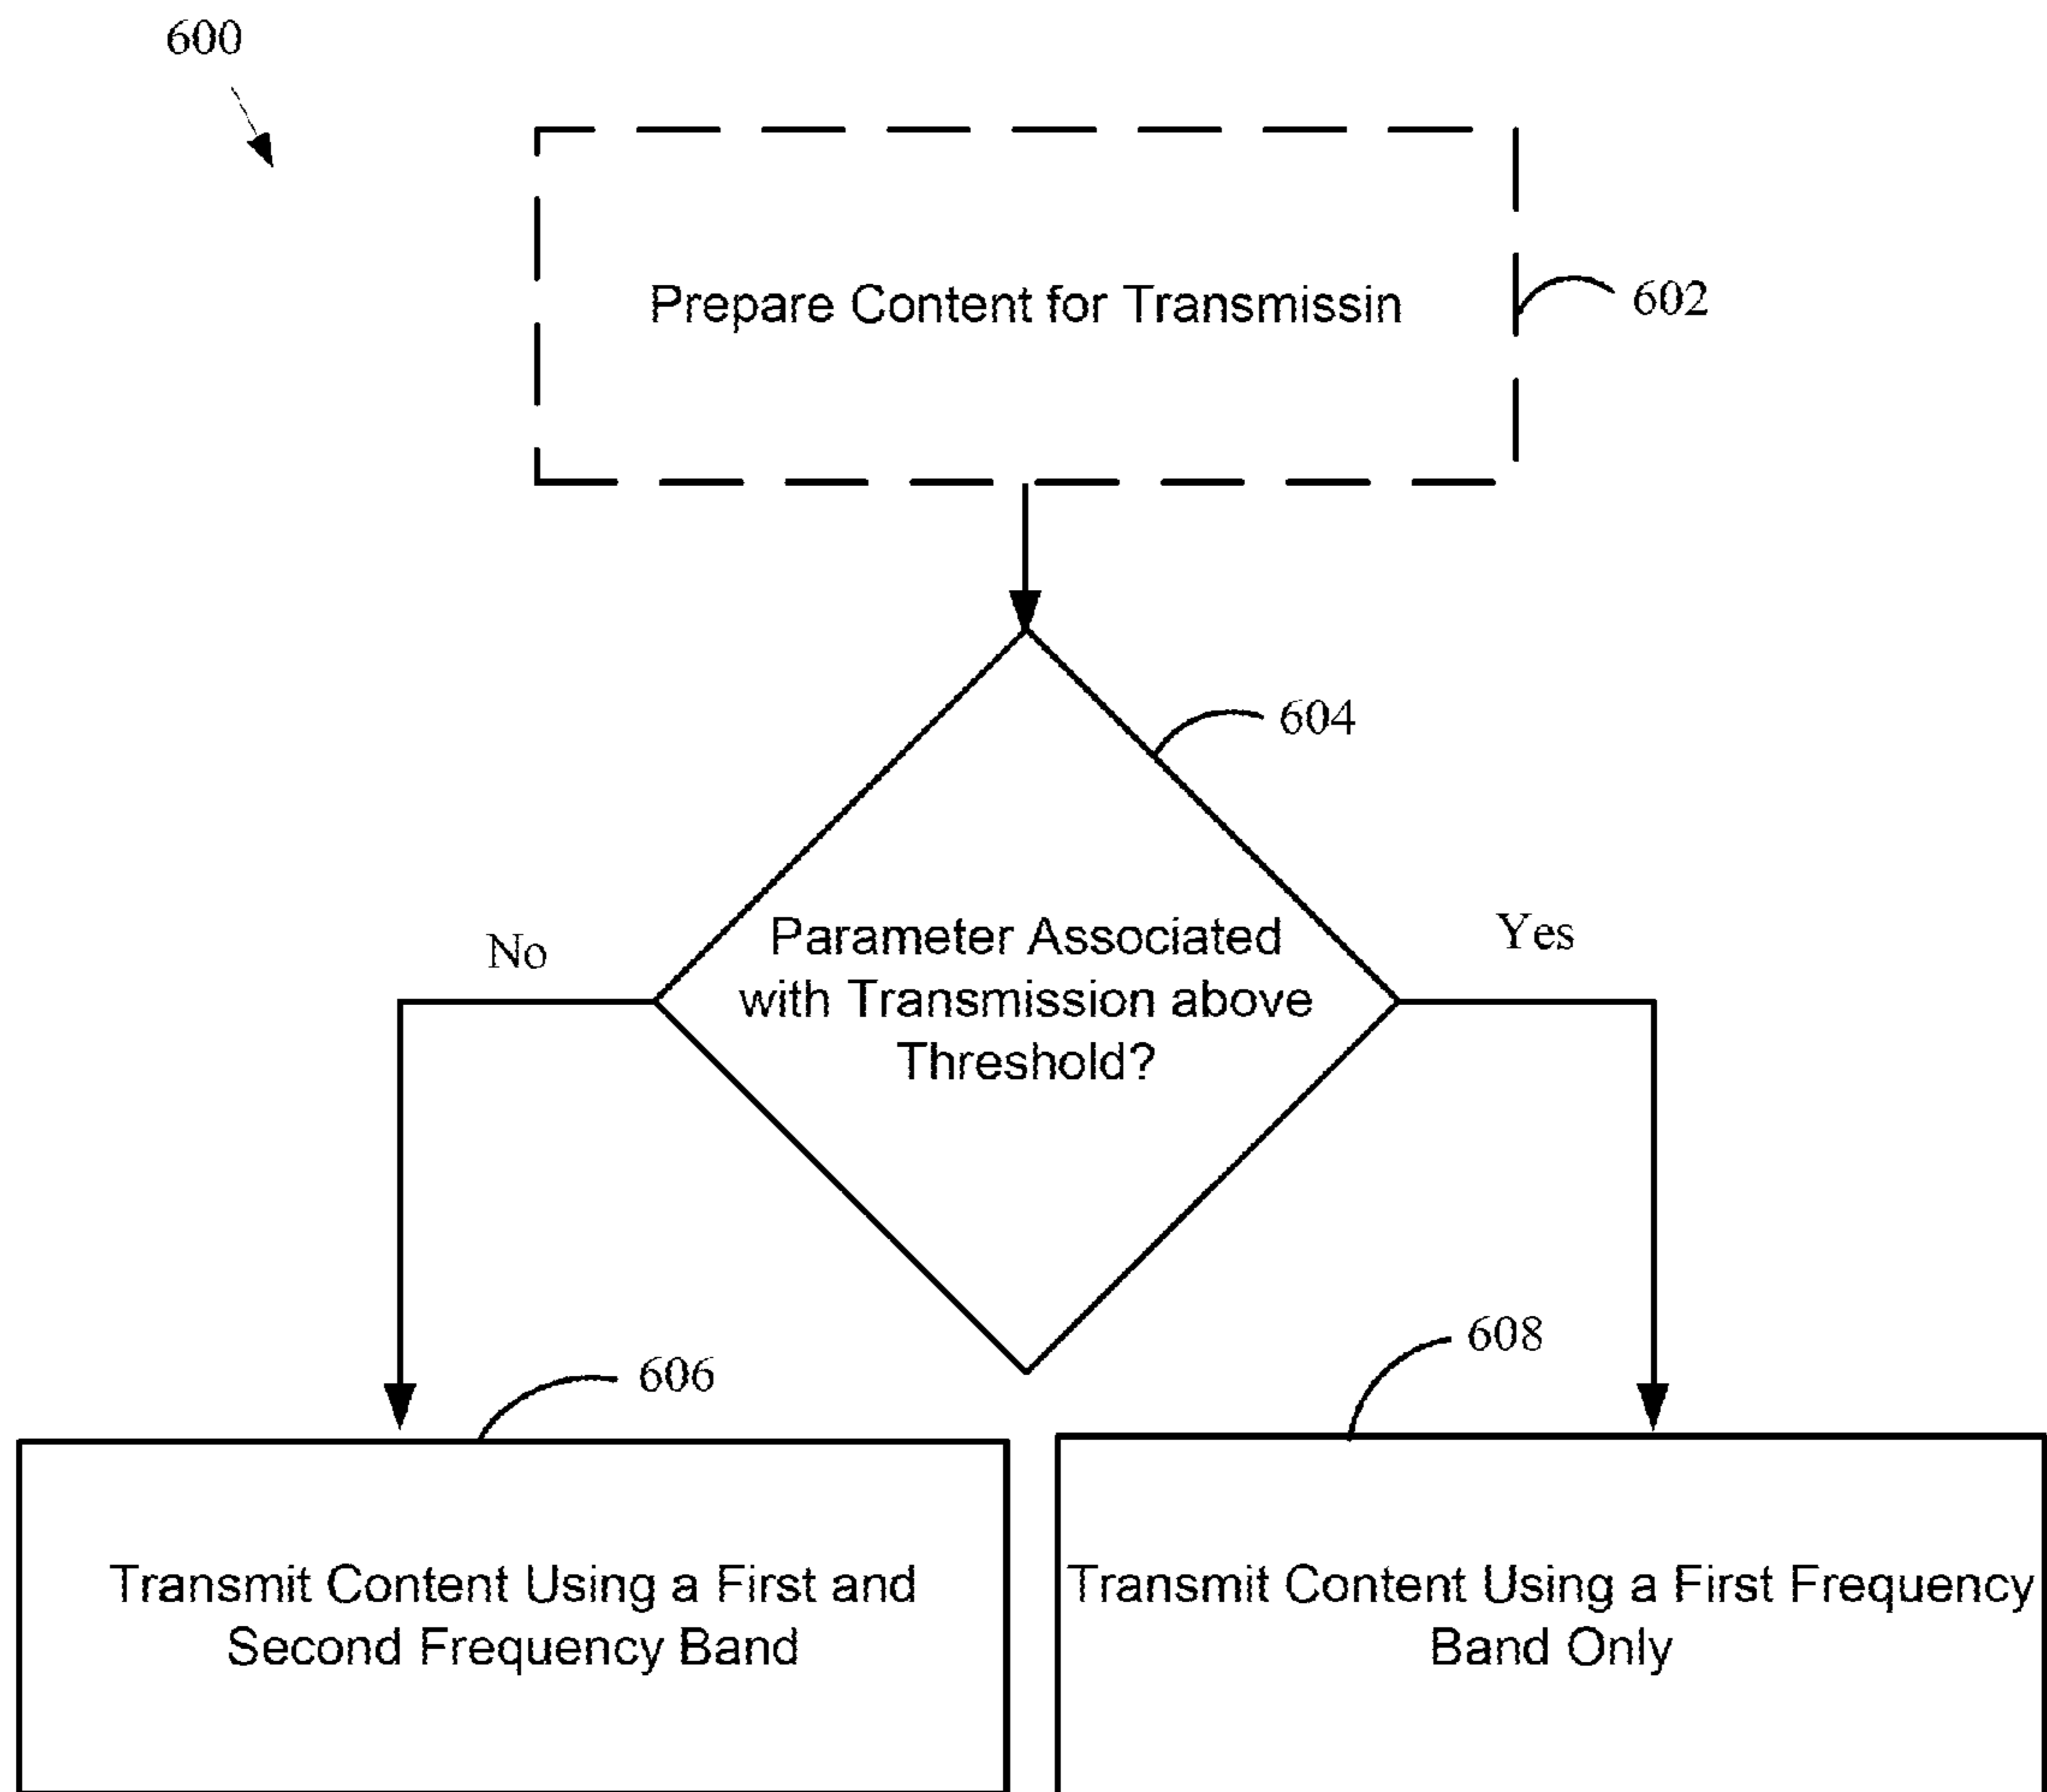 600
Prepare Content for Transmissin
602
604
Parameter Associated
with Transmission above
Threshold?
No
Yes
606
608
Transmit Content Using a First and
Second Frequency Band
Transmit Content Using a First Frequency
Band Only